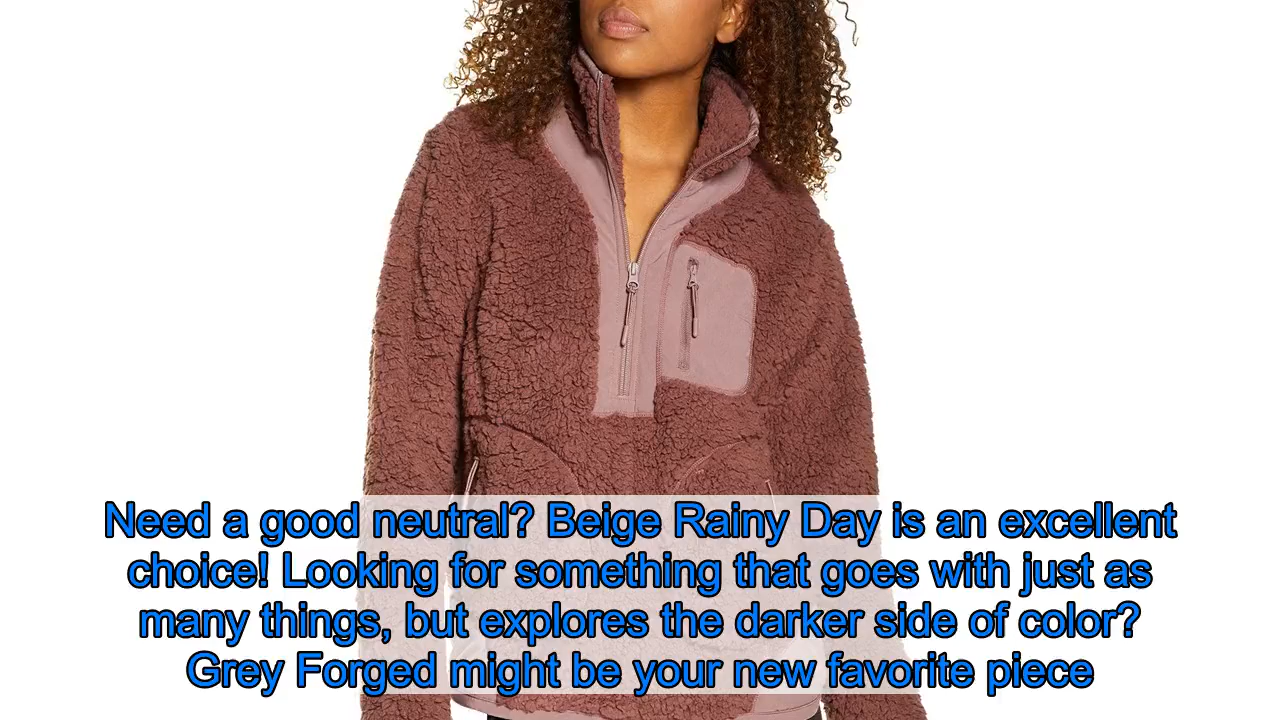 Need a good neutral? Beige Rainy Day is an excellent
choice! Looking for something that goes with just as
many things, but explores the darker side of color?
Grey Forged might be your new favorite piece